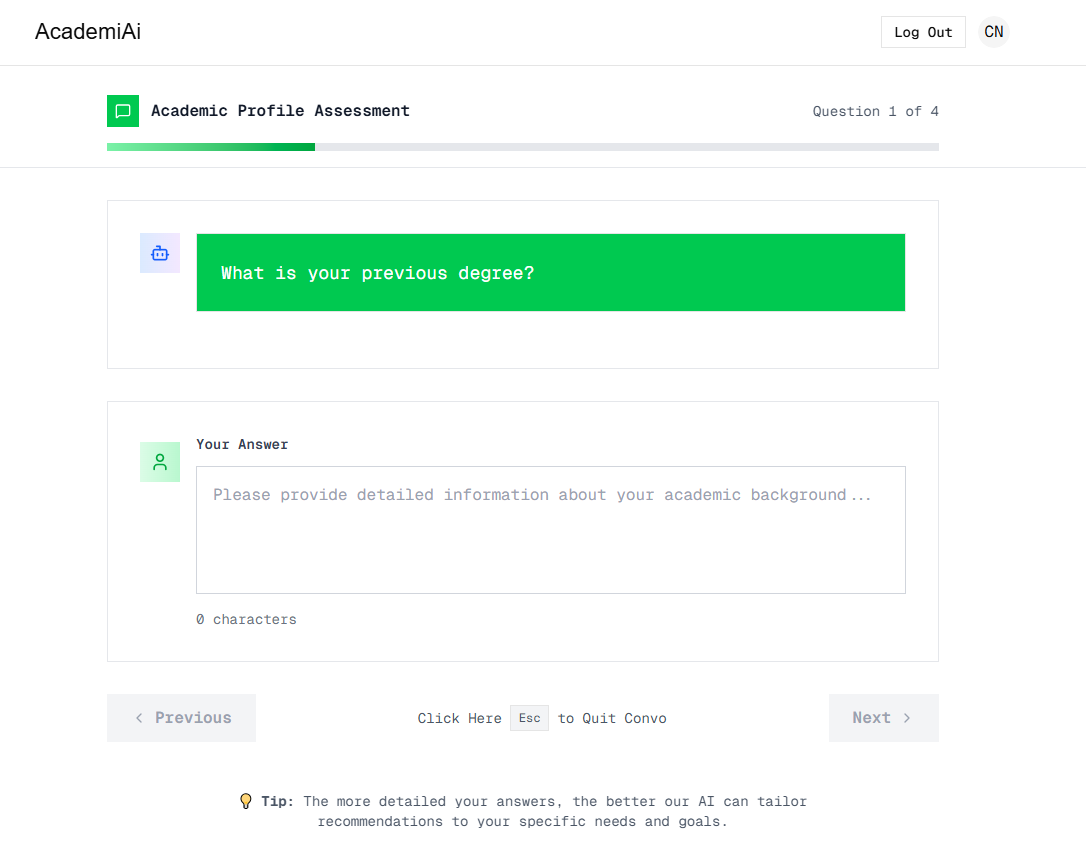 AcademiAi
Log Out
CN
Academic Profile Assessment
Question 1 of 4
What is your previous degree?
Your Answer
Please provide detailed information about your academic background...
0 characters
Previous
Click Here Esc to Quit Convo
Next
Tip: The more detailed your answers, the better our AI can tailor
recommendations to your specific needs and goals.